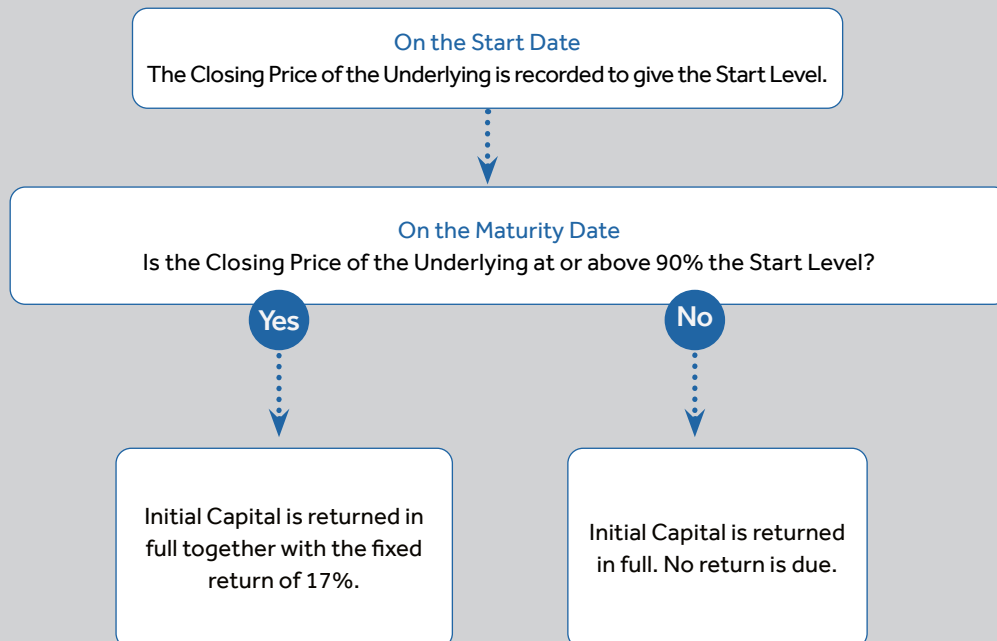 On the Start Date
The Closing Price of the Underlying is recorded to give the Start Level.
On the Maturity Date
Is the Closing Price of the Underlying at or above 90% the Start Level?
Yes
No
Initial Capital is returned in
full together with the fixed
return of 17%.
Initial Capital is returned
in full. No return is due.